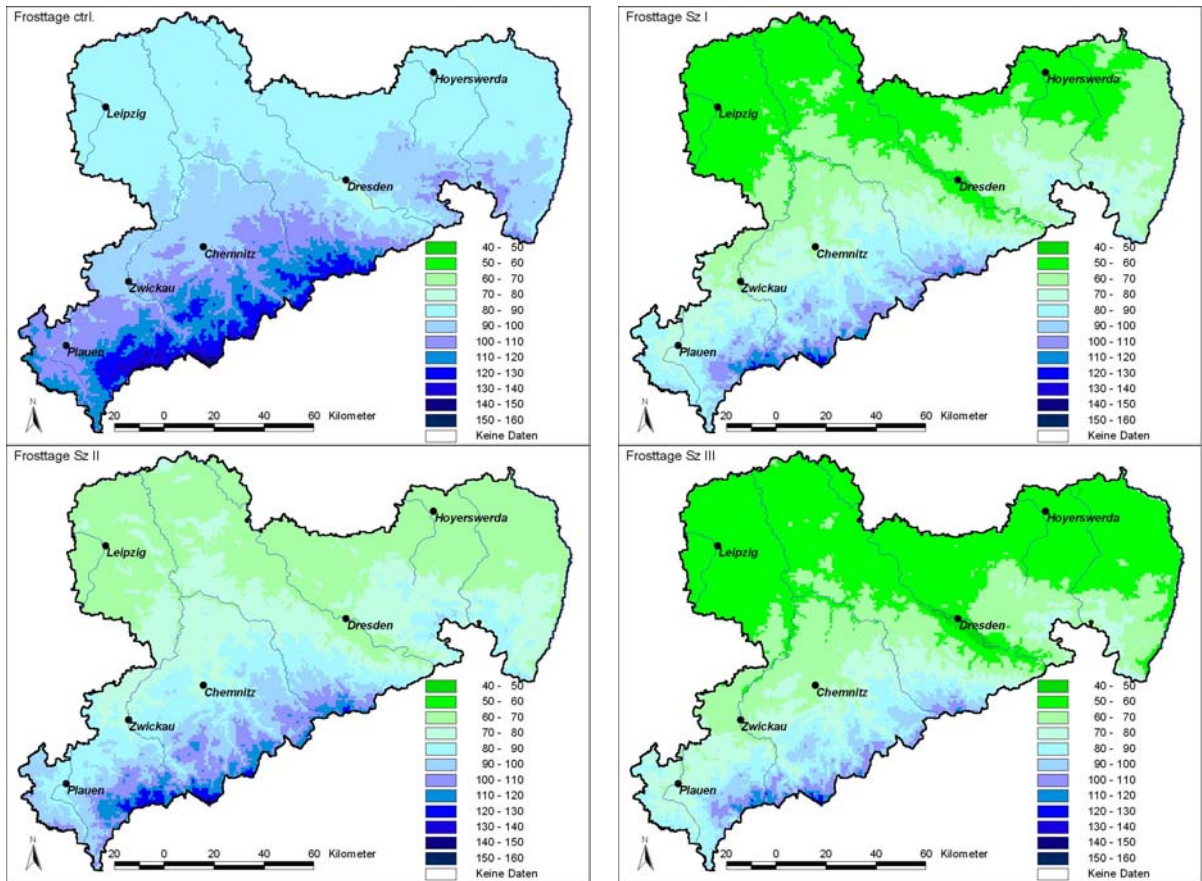 Frosttage ctrl.
Hoyerswerda
Leipzig
Dresden
Chemnitz
Zwickau
Plauen
40 - 50
50 - 60
60 - 70
70 - 80
80 - 90
90 - 100
100 - 110
110 - 120
120 - 130
130 - 140
140 - 150
150 - 160
Keine Daten
N
20 0 20 40 60 Kilometer
Frosttage Sz I
Hoyerswerda
Leipzig
Dresden
Chemnitz
Zwickau
Plauen
40 - 50
50 - 60
60 - 70
70 - 80
80 - 90
90 - 100
100 - 110
110 - 120
120 - 130
130 - 140
140 - 150
150 - 160
Keine Daten
N
20 0 20 40 60 Kilometer
Frosttage Sz II
Hoyerswerda
Leipzig
Dresden
Chemnitz
Zwickau
Plauen
40 - 50
50 - 60
60 - 70
70 - 80
80 - 90
90 - 100
100 - 110
110 - 120
120 - 130
130 - 140
140 - 150
150 - 160
Keine Daten
N
20 0 20 40 60 Kilometer
Frosttage Sz III
Hoyerswerda
Leipzig
Dresden
Chemnitz
Zwickau
Plauen
40 - 50
50 - 60
60 - 70
70 - 80
80 - 90
90 - 100
100 - 110
110 - 120
120 - 130
130 - 140
140 - 150
150 - 160
Keine Daten
N
20 0 20 40 60 Kilometer